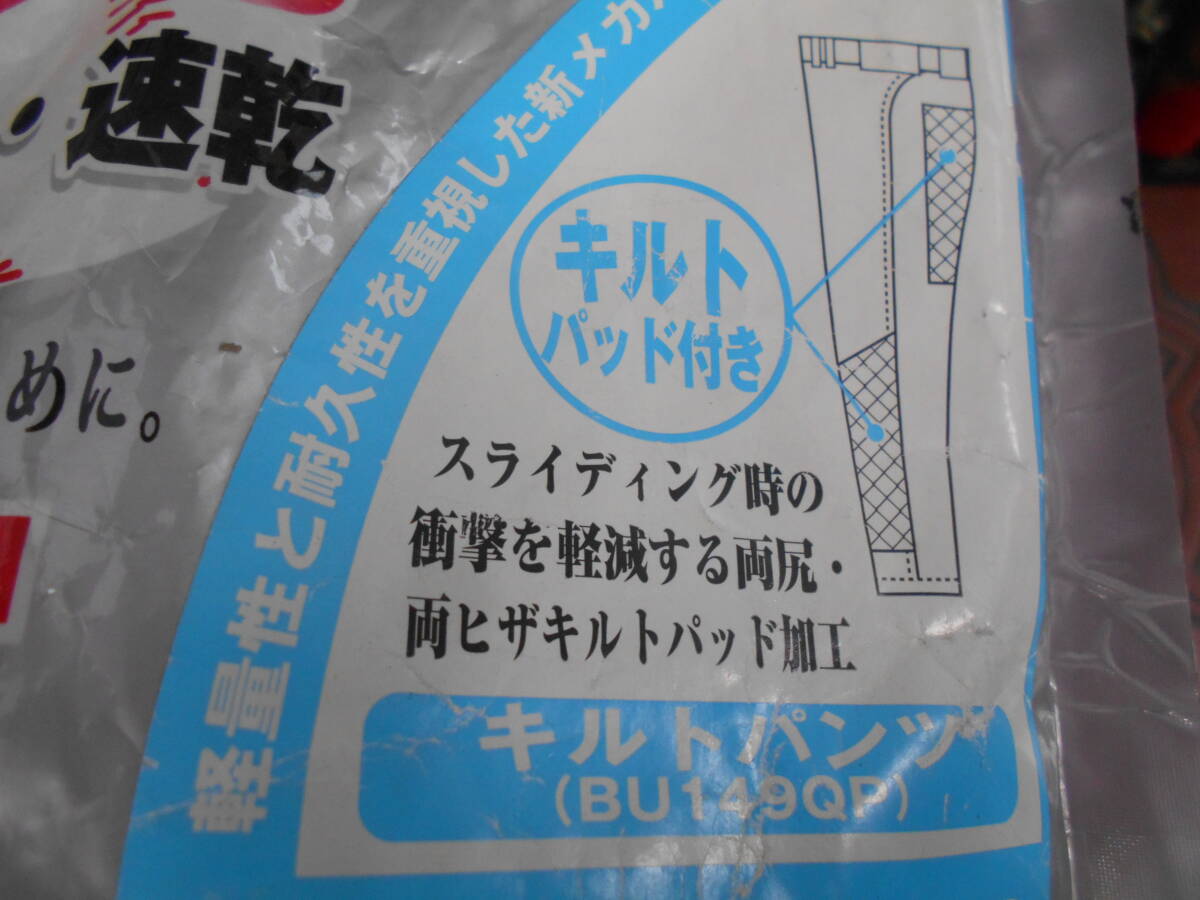 ・速乾
めに。
軽量性と耐久性を重視した新メカ
キルト
パッド付き
スライディング時の
衝撃を軽減する両尻・
両ヒザキルトパッド加工
キルトパンツ
(BU149QP)